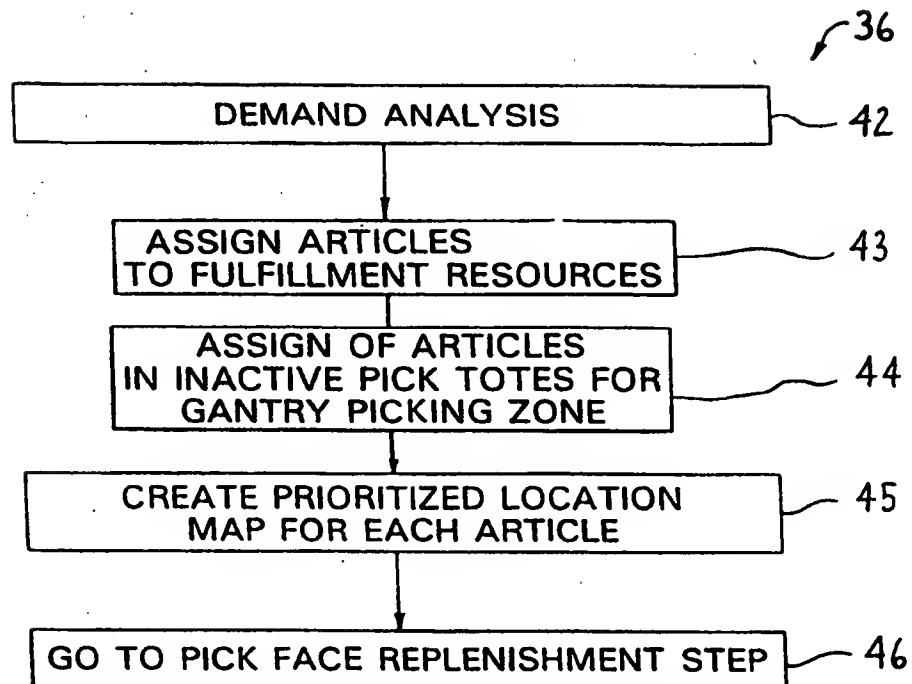 36
DEMAND ANALYSIS
42
ASSIGN ARTICLES
TO FULFILLMENT RESOURCES
43
ASSIGN OF ARTICLES
IN INACTIVE PICK TOTES FOR
GANTRY PICKING ZONE
44
CREATE PRIORITIZED LOCATION
MAP FOR EACH ARTICLE
45
GO TO PICK FACE REPLENISHMENT STEP
46